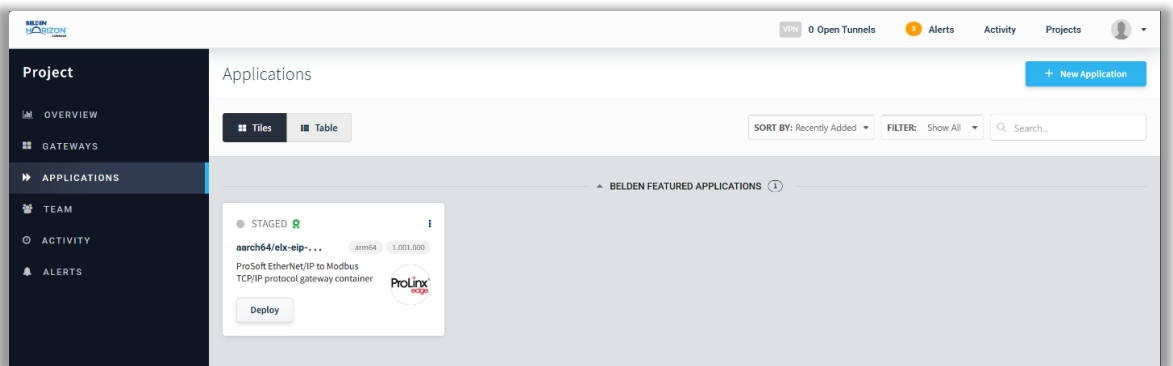 BELDEN
HORIZON
VPN 0 Open Tunnels 3 Alerts Activity Projects
Project
Applications
+ New Application
OVERVIEW
GATEWAYS
APPLICATIONS
TEAM
ACTIVITY
ALERTS
Tiles Table
SORT BY: Recently Added FILTER: Show All Search...
BELDEN FEATURED APPLICATIONS 1
STAGED
aarch64/elx-eip-... arm64 1.001.000
ProSoft EtherNet/IP to Modbus
TCP/IP protocol gateway container
ProLinx
edge
Deploy